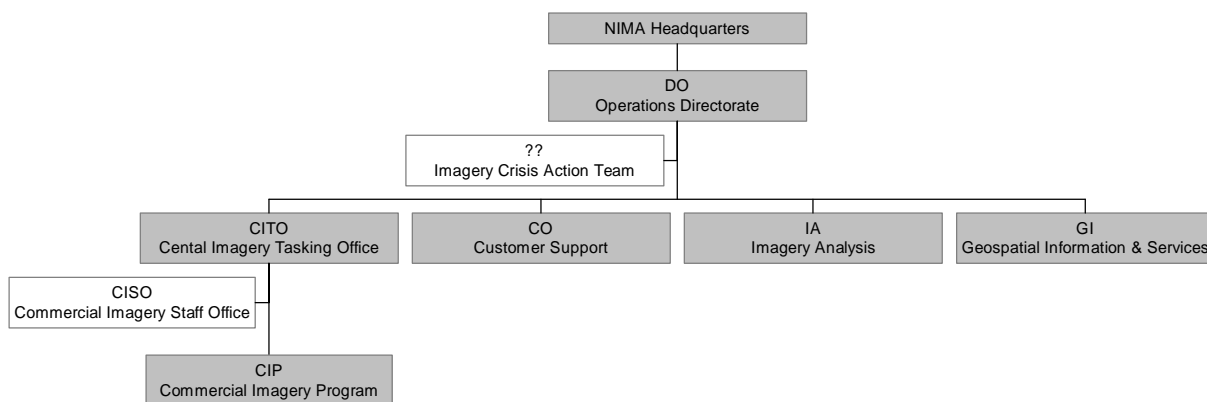 NIMA Headquarters
DO
Operations Directorate
??
Imagery Crisis Action Team
CITO
Cental Imagery Tasking Office
CO
Customer Support
IA
Imagery Analysis
GI
Geospatial Information & Services
CISO
Commercial Imagery Staff Office
CIP
Commercial Imagery Program